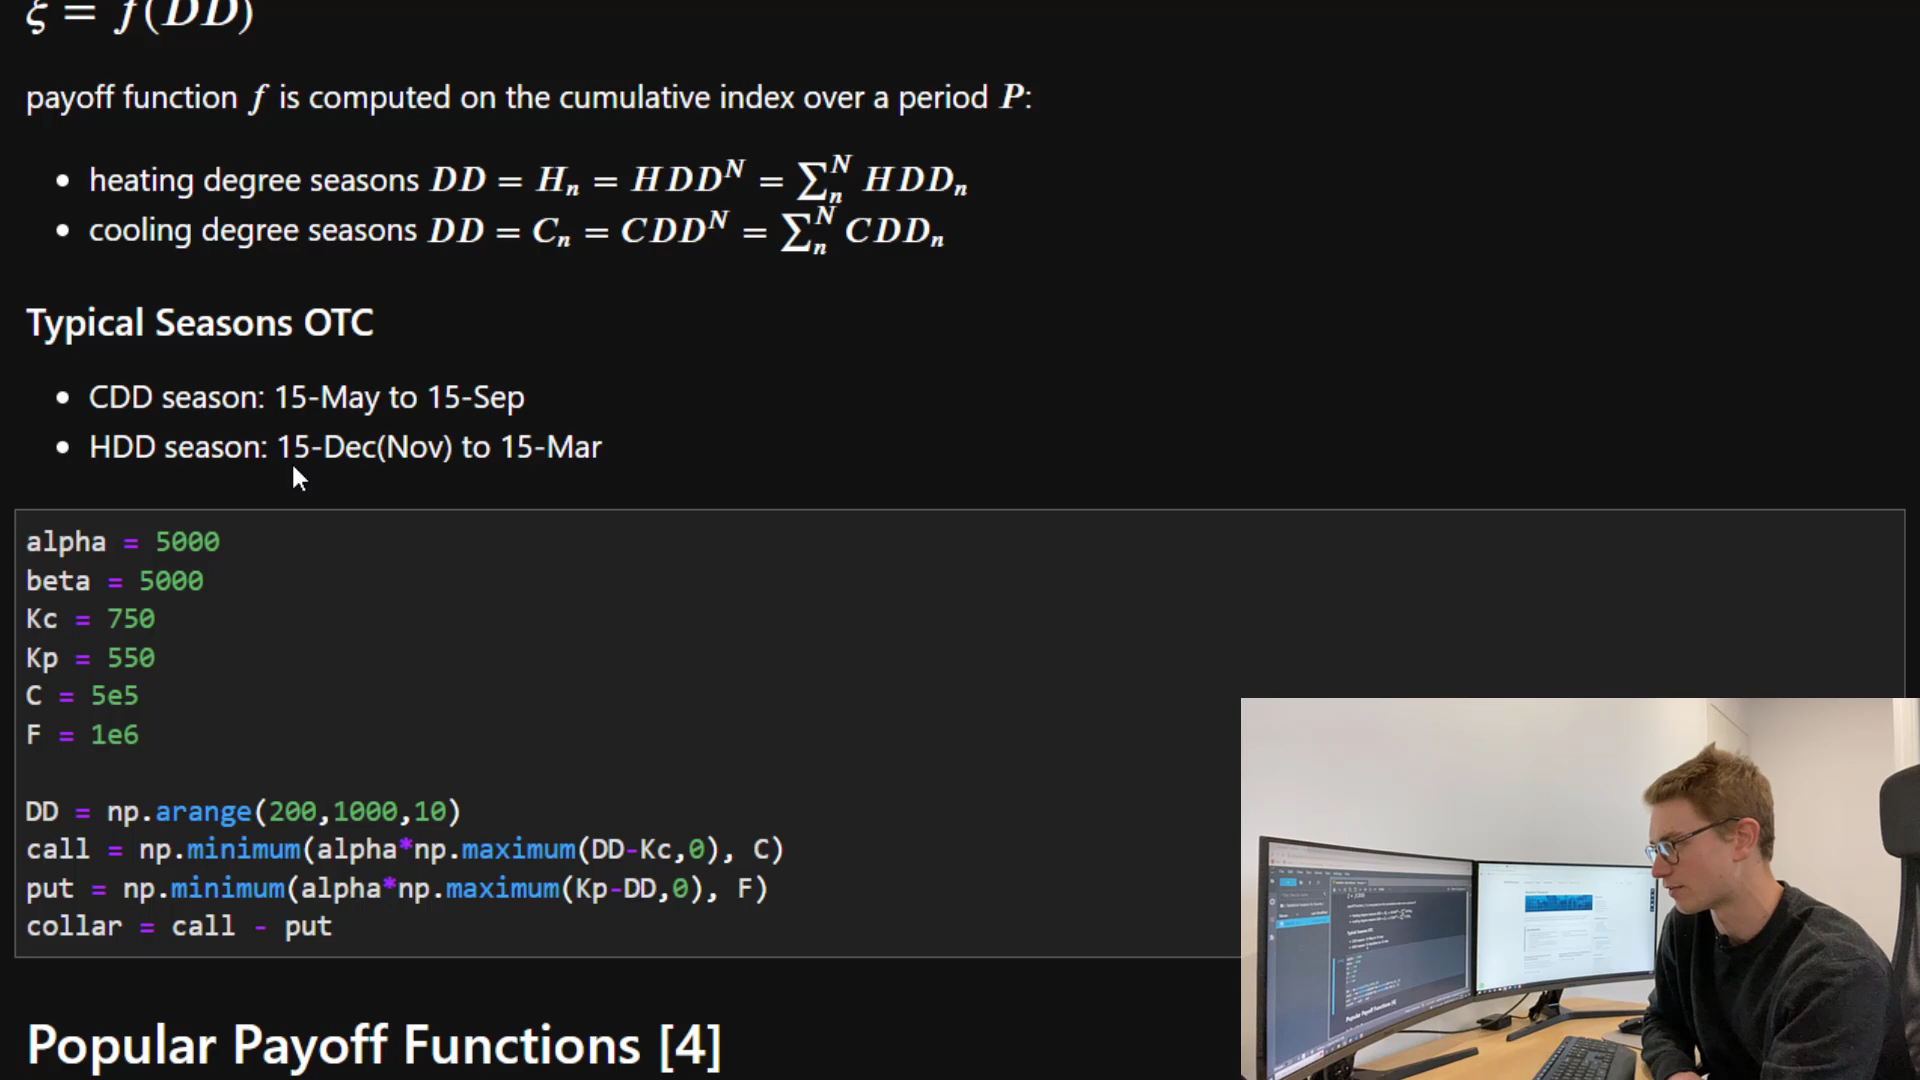 ξ = f(DD)
payoff function f is computed on the cumulative index over a period P:
• heating degree seasons DD = Hₙ = HDDᴺ = ∑ₙᴺ HDDₙ
• cooling degree seasons DD = Cₙ = CDDᴺ = ∑ₙᴺ CDDₙ
Typical Seasons OTC
• CDD season: 15-May to 15-Sep
• HDD season: 15-Dec(Nov) to 15-Mar
alpha = 5000
beta = 5000
Kc = 750
Kp = 550
C = 5e5
F = 1e6
DD = np.arange(200,1000,10)
call = np.minimum(alpha*np.maximum(DD-Kc,0), C)
put = np.minimum(alpha*np.maximum(Kp-DD,0), F)
collar = call - put
Popular Payoff Functions [4]